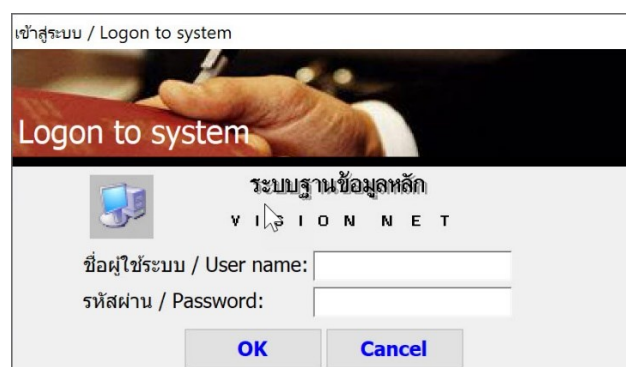 เข้าสู่ระบบ / Logon to system
Logon to system
ระบบฐานข้อมูลหลัก
VISION NET
ชื่อผู้ใช้ระบบ / User name:
รหัสผ่าน / Password:
OK Cancel